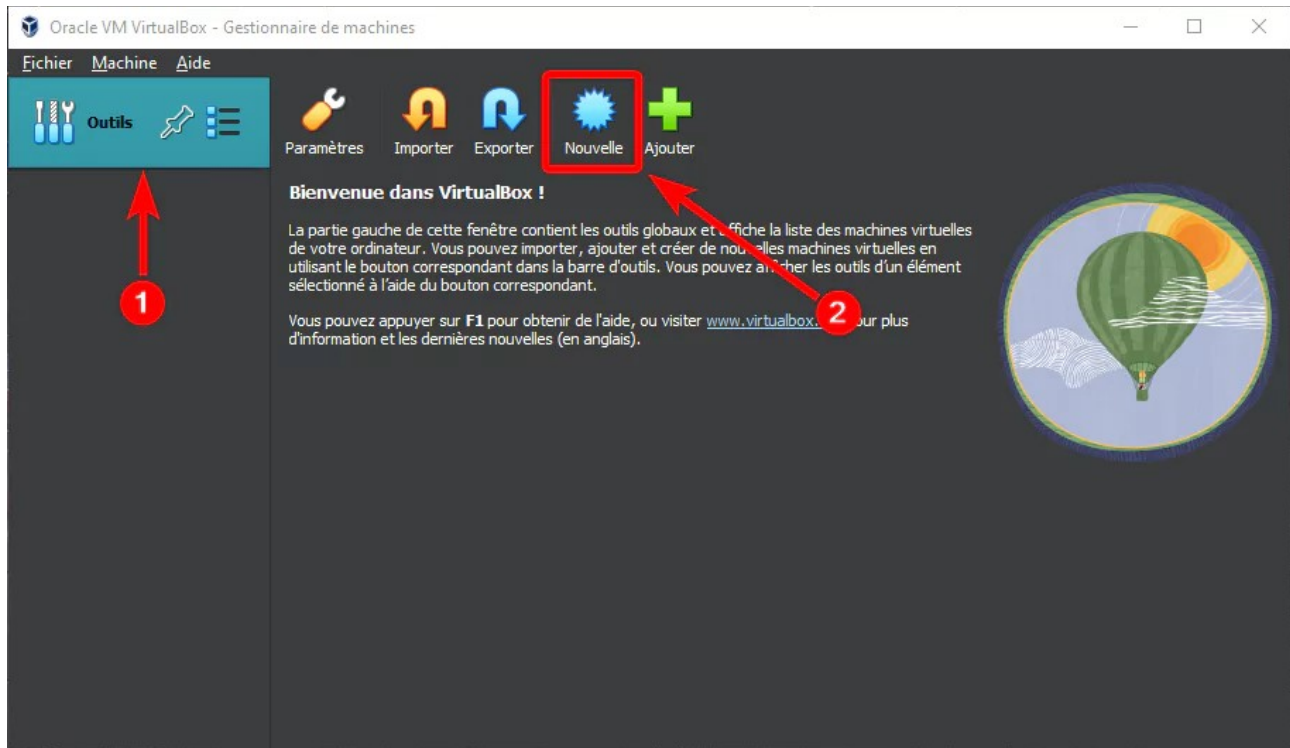 Oracle VM VirtualBox - Gestionnaire de machines
Fichier Machine Aide
Outils
Paramètres Importer Exporter Nouvelle Ajouter
Bienvenue dans VirtualBox !
La partie gauche de cette fenêtre contient les outils globaux et affiche la liste des machines virtuelles
de votre ordinateur. Vous pouvez importer, ajouter et créer de nouvelles machines virtuelles en
utilisant le bouton correspondant dans la barre d'outils. Vous pouvez afficher les outils d'un élément
sélectionné à l'aide du bouton correspondant.
1
2
Vous pouvez appuyer sur F1 pour obtenir de l'aide, ou visiter www.virtualbox. our plus
d'information et les dernières nouvelles (en anglais).